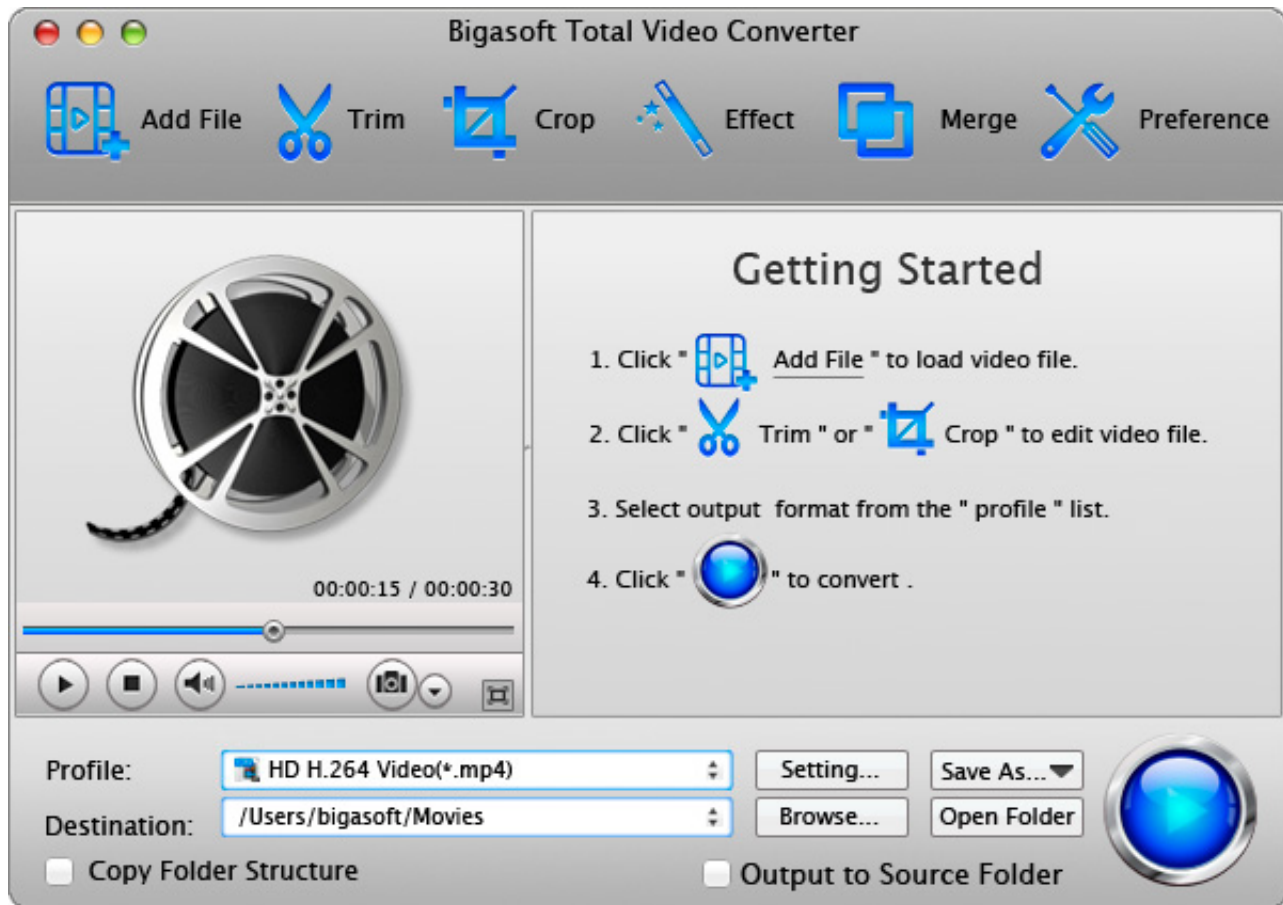 Bigasoft Total Video Converter
Add File Trim Crop Effect Merge Preference
Getting Started
1. Click " Add File " to load video file.
2. Click " Trim " or " Crop " to edit video file.
3. Select output format from the " profile " list.
4. Click " " to convert .
00:00:15 / 00:00:30
Profile: HD H.264 Video(*.mp4) Setting... Save As...
Destination: /Users/bigasoft/Movies Browse... Open Folder
Copy Folder Structure Output to Source Folder